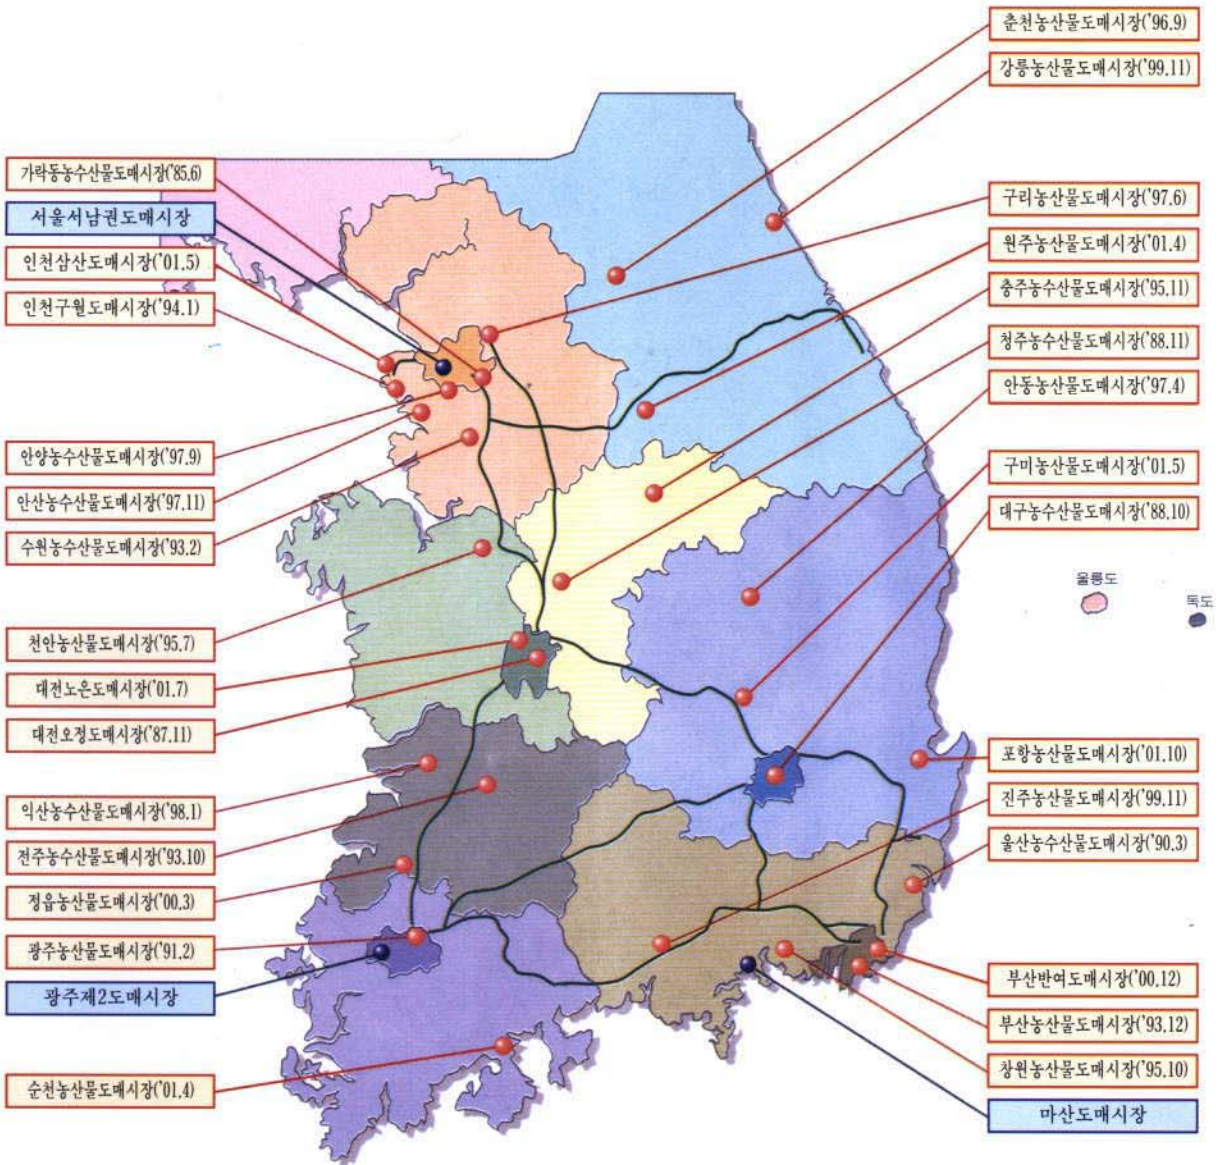 춘천농산물도매시장('96.9)
강릉농산물도매시장('99.11)
가락동농수산물도매시장('85.6)
서울서남권도매시장
인천삼산도매시장('01.5)
인천구월도매시장('94.1)
구리농산물도매시장('97.6)
원주농산물도매시장('01.4)
충주농수산물도매시장('95.11)
청주농수산물도매시장('88.11)
안동농산물도매시장('97.4)
안양농수산물도매시장('97.9)
안산농수산물도매시장('97.11)
수원농수산물도매시장('93.2)
구미농산물도매시장('01.5)
대구농수산물도매시장('88.10)
울릉도
독도
천안농산물도매시장('95.7)
대전노은도매시장('01.7)
대전오정도매시장('87.11)
익산농수산물도매시장('98.1)
전주농수산물도매시장('93.10)
정읍농산물도매시장('00.3)
광주농산물도매시장('91.2)
광주제2도매시장
순천농산물도매시장('01.4)
포항농산물도매시장('01.10)
진주농산물도매시장('99.11)
울산농수산물도매시장('90.3)
부산반여도매시장('00.12)
부산농산물도매시장('93.12)
창원농산물도매시장('95.10)
마산도매시장